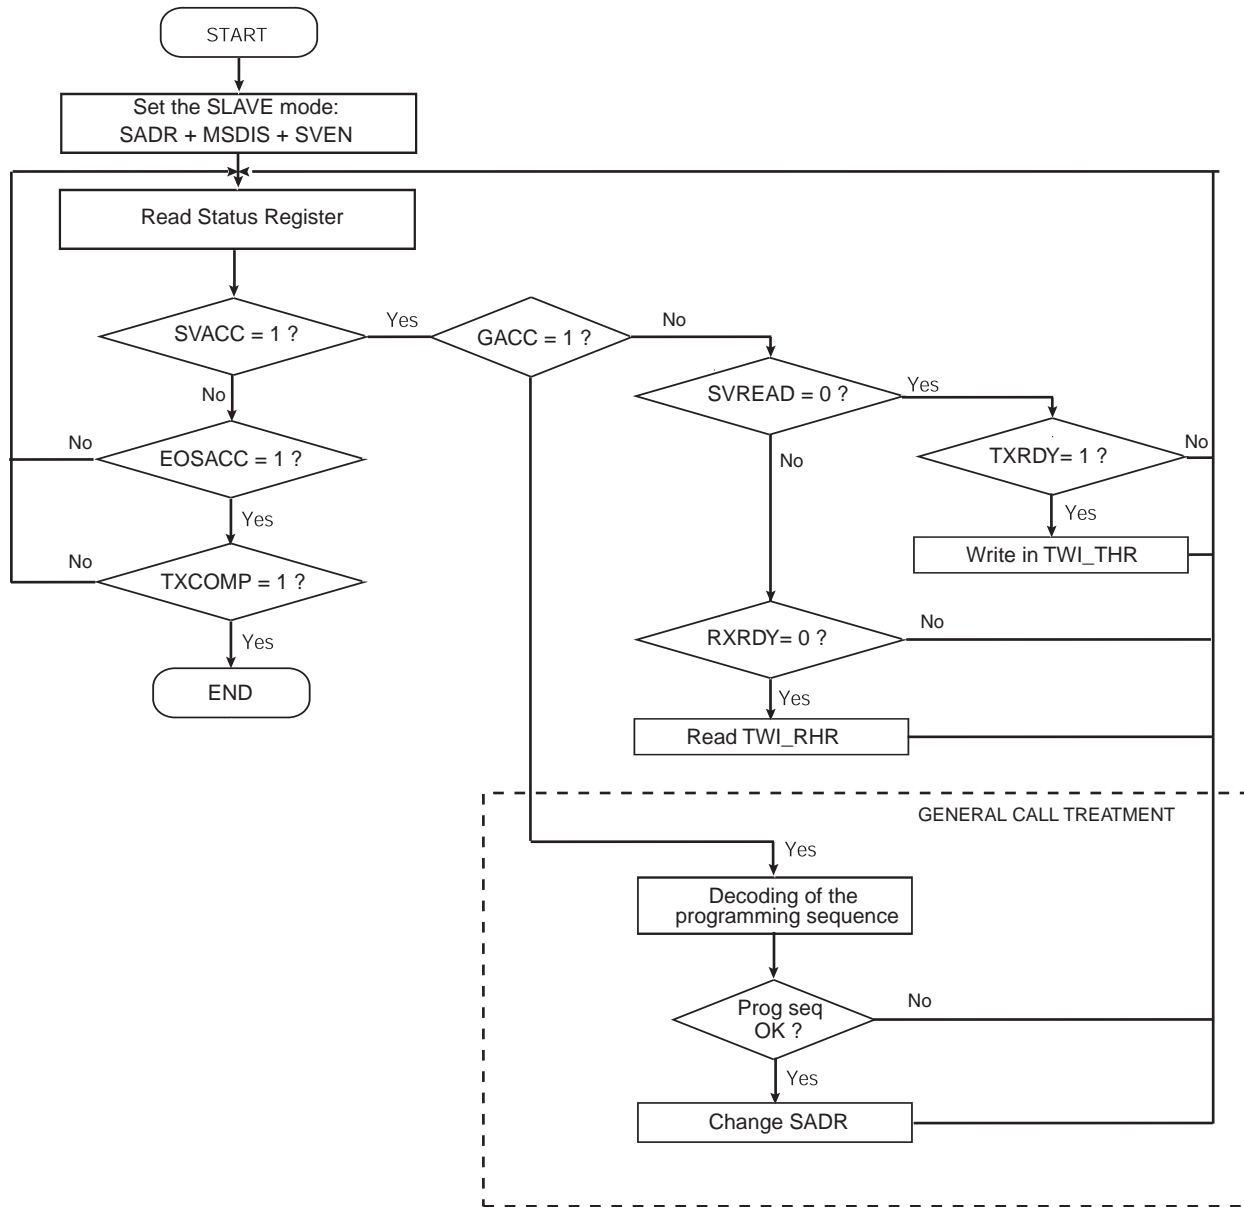 START
Set the SLAVE mode:
SADR + MSDIS + SVEN
Read Status Register
SVACC = 1 ?
Yes
GACC = 1 ?
No
SVREAD = 0 ?
Yes
No
EOSACC = 1 ?
No
No
TXRDY= 1 ?
No
Yes
Yes
Write in TWI_THR
TXCOMP = 1 ?
No
Yes
RXRDY= 0 ?
No
END
Yes
Read TWI_RHR
GENERAL CALL TREATMENT
Yes
Decoding of the
programming sequence
Prog seq
OK ?
No
Yes
Change SADR